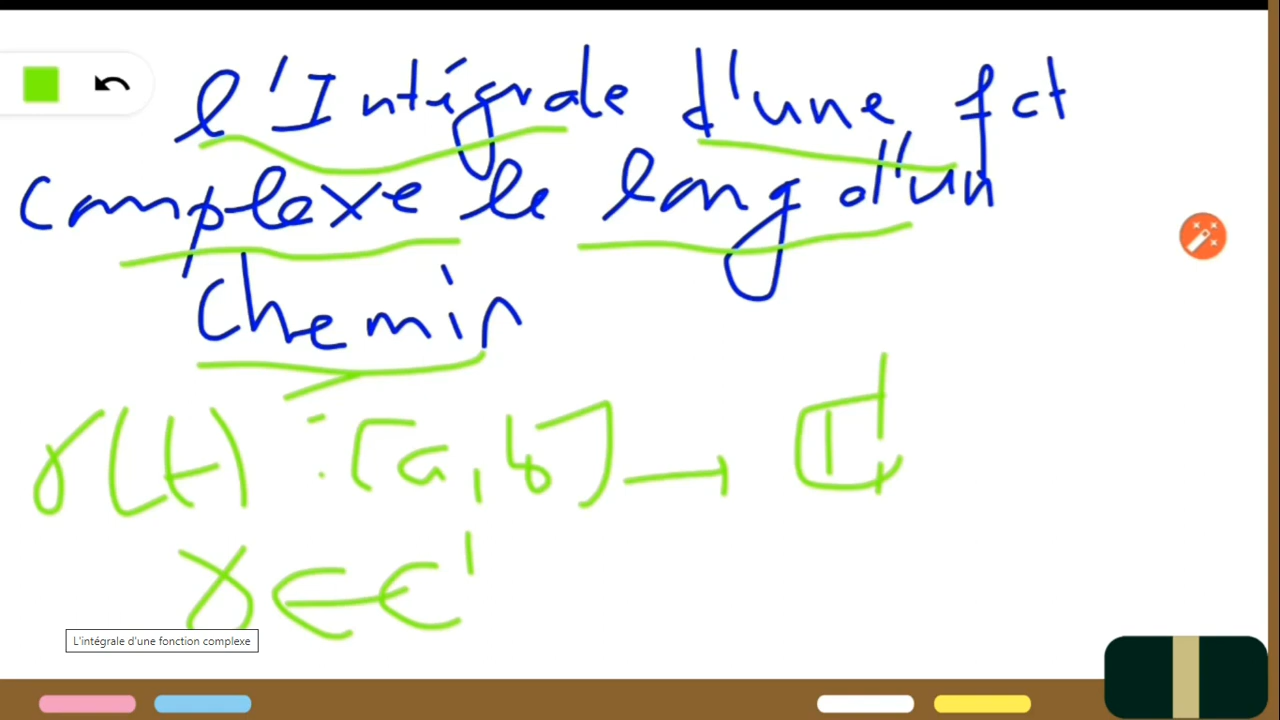 l'Intégrale d'une fct
complexe le long d'un
chemin
γ(t) : [a,b] → ℂ
γ ∈ C¹
L'intégrale d'une fonction complexe